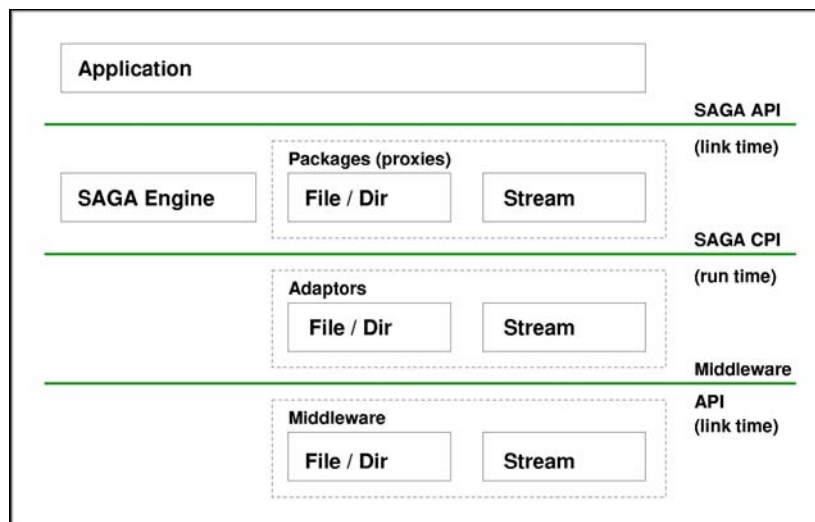 Application
SAGA API
(link time)
Packages (proxies)
SAGA Engine
File / Dir
Stream
SAGA CPI
(run time)
Adaptors
File / Dir
Stream
Middleware
API
(link time)
Middleware
File / Dir
Stream